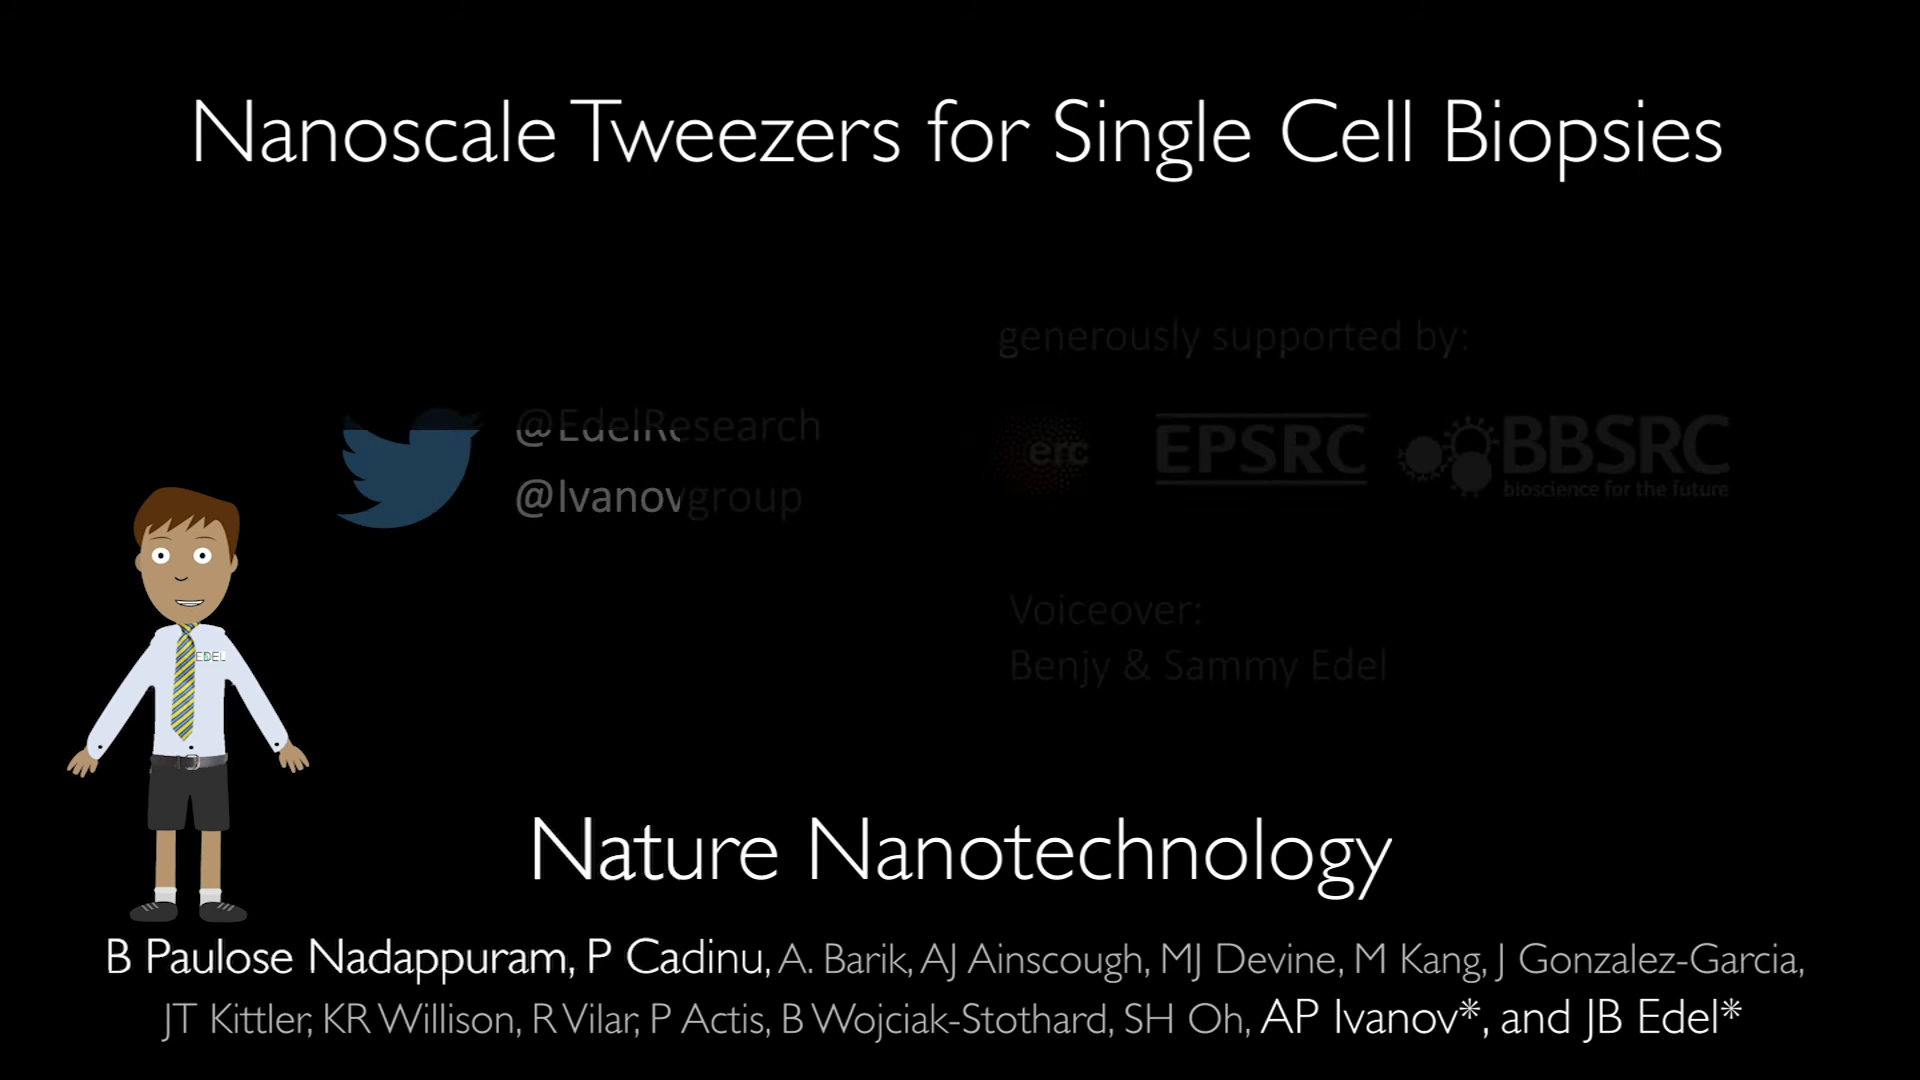 Nanoscale Tweezers for Single Cell Biopsies
generously supported by:
@EdelResearch
@Ivanovgroup
erc
EPSRC
BBSRC
bioscience for the future
EDEL
Voiceover:
Benjy & Sammy Edel
Nature Nanotechnology
B Paulose Nadappuram, P Cadinu, A. Barik, AJ Ainscough, MJ Devine, M Kang, J Gonzalez-Garcia,
JT Kittler, KR Willison, R Vilar, P Actis, B Wojciak-Stothard, SH Oh, AP Ivanov*, and JB Edel*